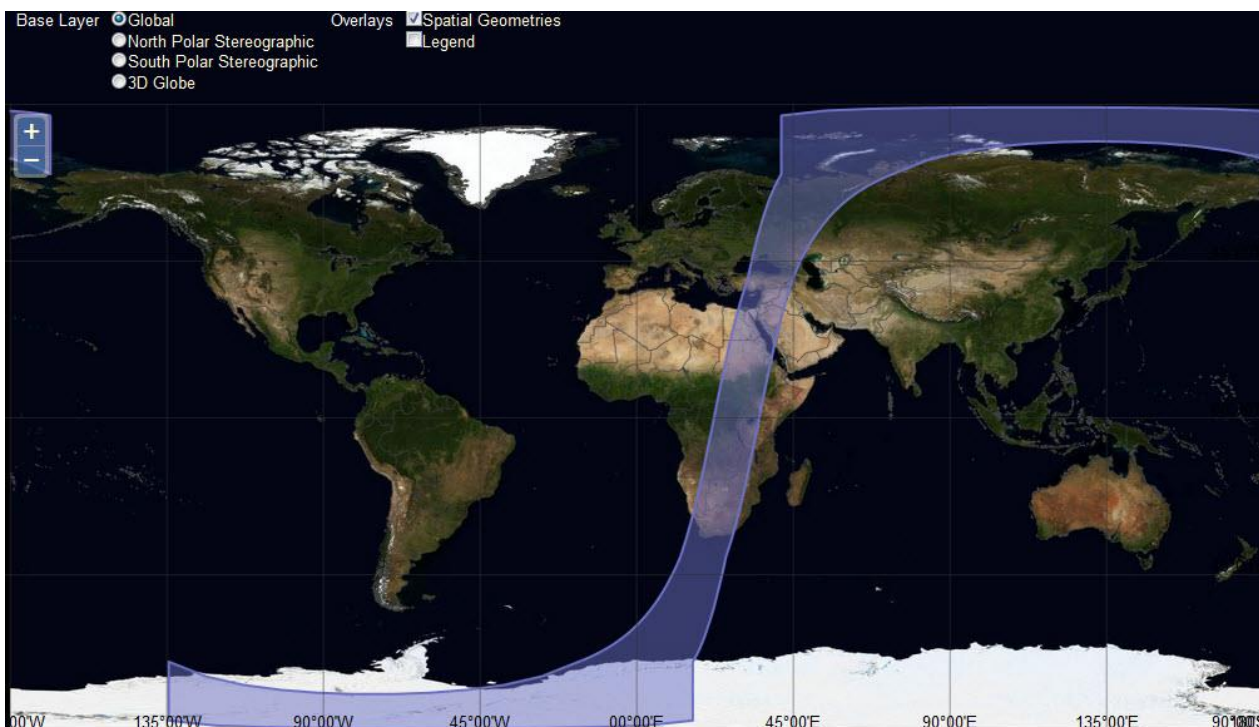 Base Layer Global Overlays Spatial Geometries
North Polar Stereographic Legend
South Polar Stereographic
3D Globe
+
−
00°W 135°00'W 90°00'W 45°00'W 00°00'E 45°00'E 90°00'E 135°00'E